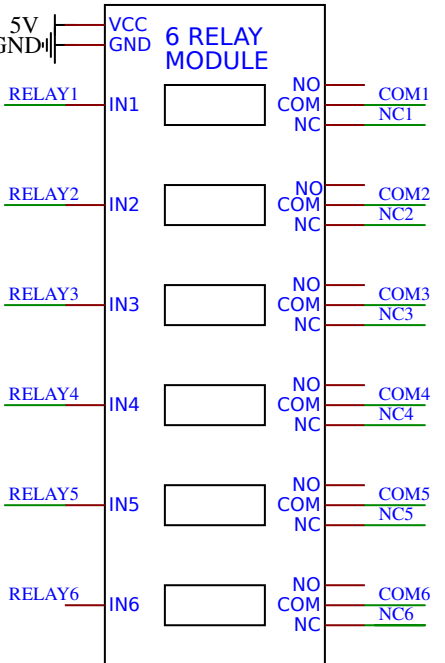 5V VCC
GND GND
6 RELAY
MODULE
NO
RELAY1 IN1 COM COM1
NC NC1
NO
RELAY2 IN2 COM COM2
NC NC2
NO
RELAY3 IN3 COM COM3
NC NC3
NO
RELAY4 IN4 COM COM4
NC NC4
NO
RELAY5 IN5 COM COM5
NC NC5
NO
RELAY6 IN6 COM COM6
NC NC6